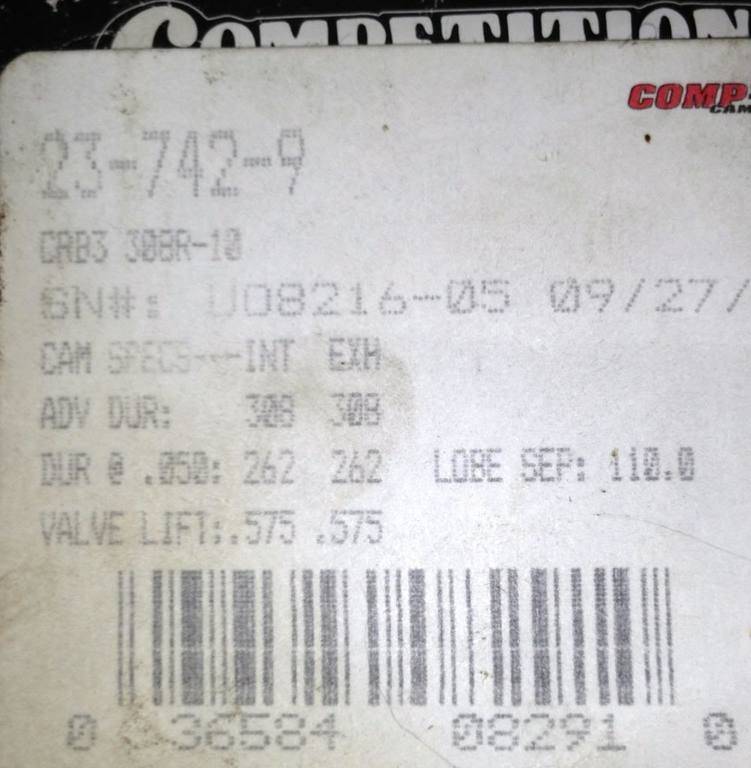 COMPETITION
COMP
CAM
23-742-9
CRB3 308R-10
SN#: U08216-05 09/27/
CAM SPECS---INT EXH
ADV DUR: 308 308
DUR @ .050: 262 262 LOBE SEP: 110.0
VALVE LIFT:.575 .575
0 36584 08291 0